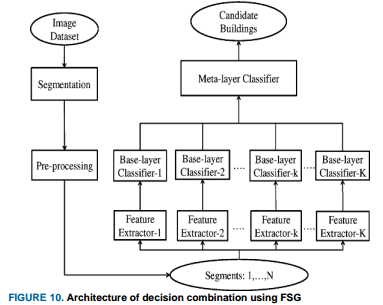 Image
Dataset
Segmentation
Pre-processing
Candidate
Buildings
Meta-layer Classifier
Base-layer
Classifier-1
Base-layer
Classifier-2
....
Base-layer
Classifier-k
....
Base-layer
Classifier-K
Feature
Extractor-1
Feature
Extractor-2
....
Feature
Extractor-k
....
Feature
Extractor-K
Segments: 1,...,N
FIGURE 10. Architecture of decision combination using FSG